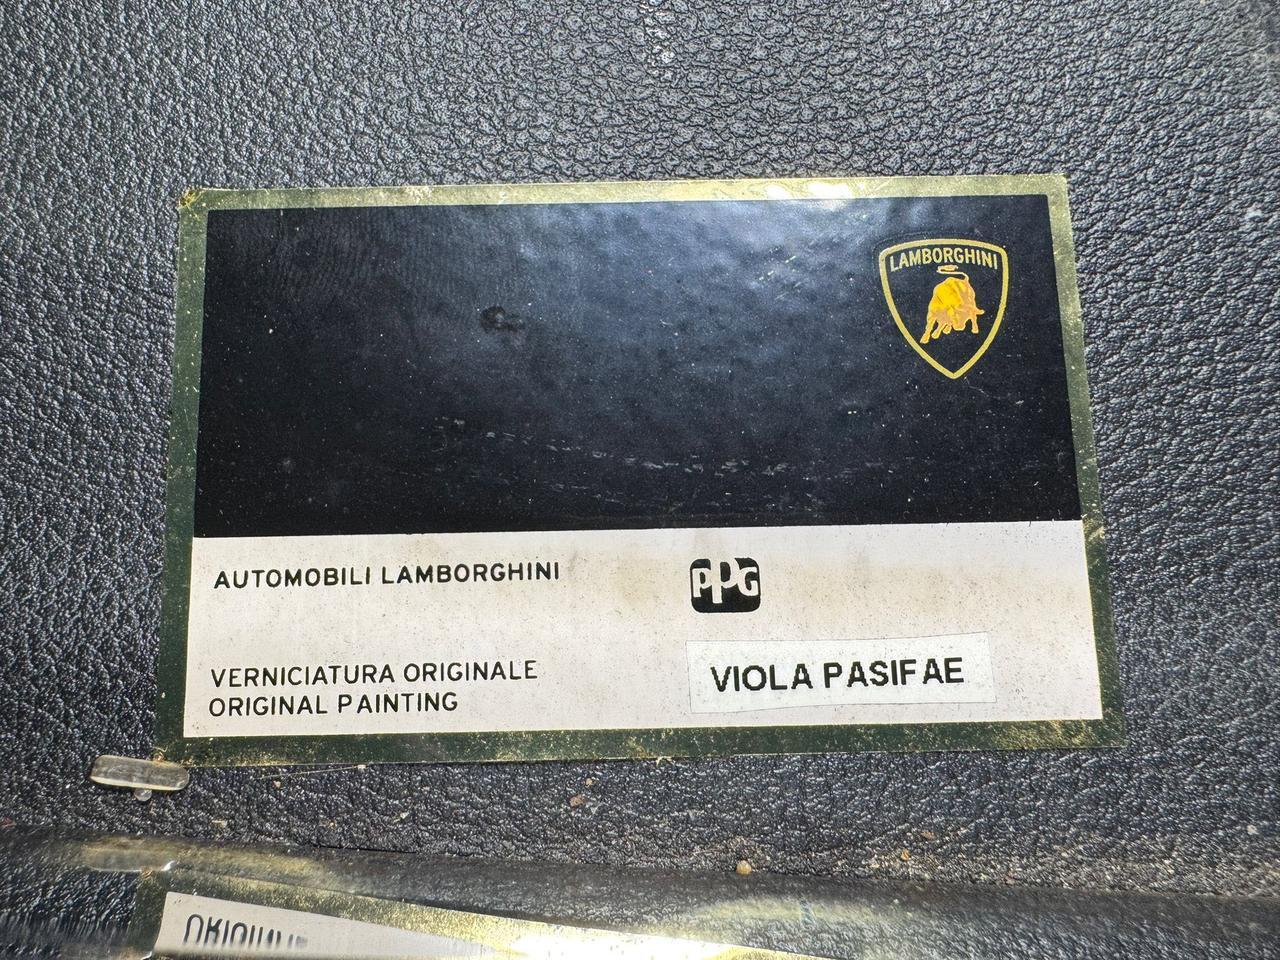 LAMBORGHINI
AUTOMOBILI LAMBORGHINI
PPG
VERNICIATURA ORIGINALE
ORIGINAL PAINTING
VIOLA PASIFAE